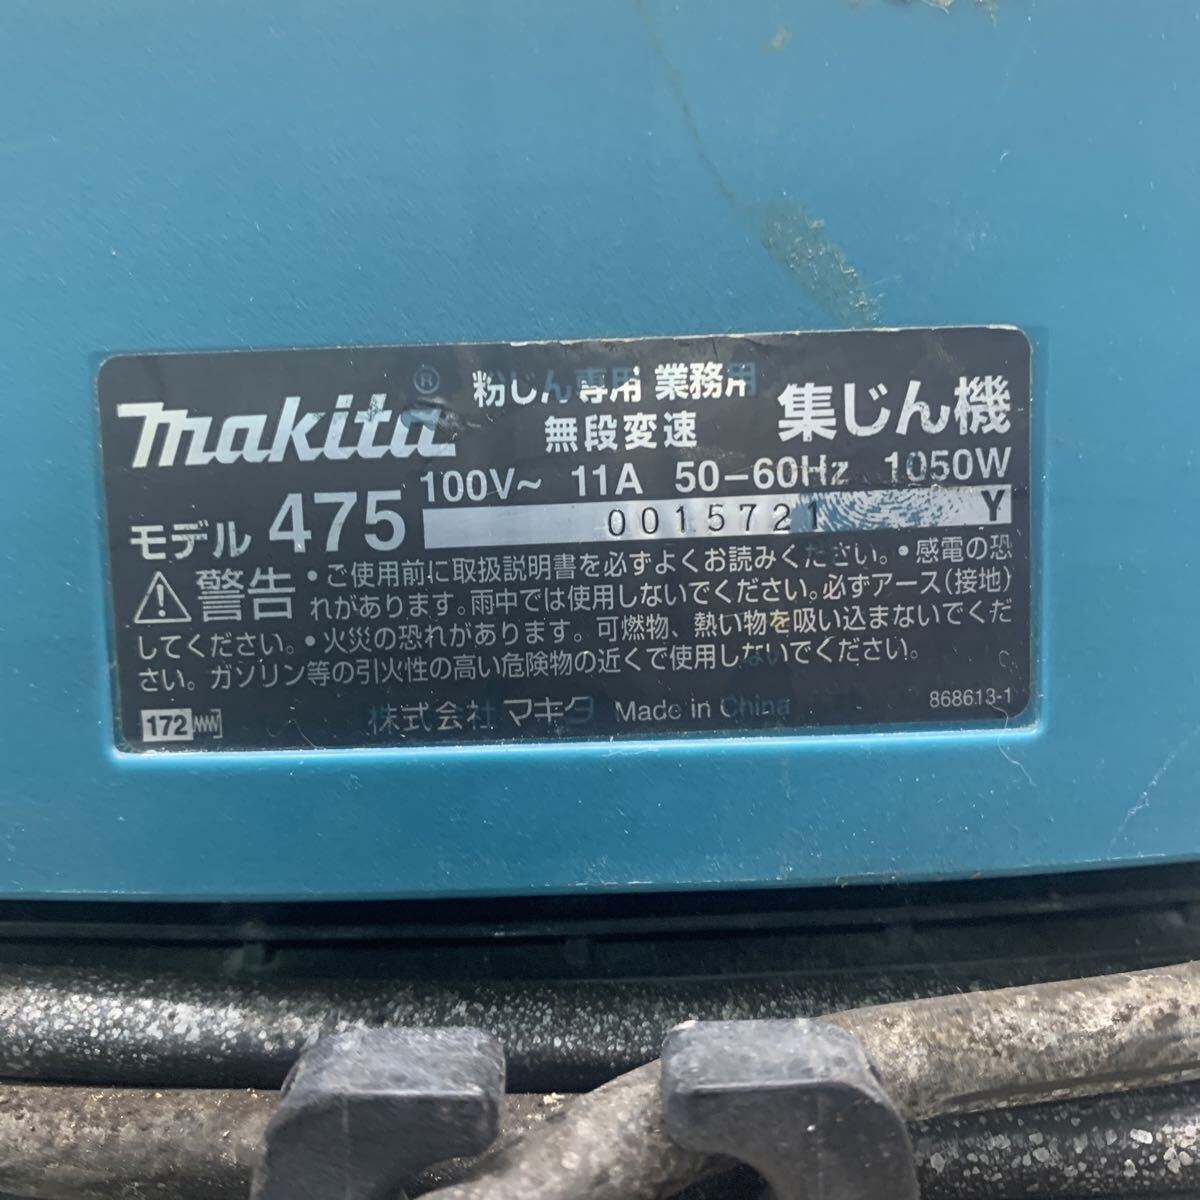 makita®
粉じん専用 業務用
無段変速
集じん機
モデル 475
100V~ 11A 50-60Hz 1050W
0015721 Y
⚠警告
・ご使用前に取扱説明書を必ずよくお読みください。・感電の恐
れがあります。雨中では使用しないでください。必ずアース(接地)
してください。・火災の恐れがあります。可燃物、熱い物を吸い込まないでくだ
さい。ガソリン等の引火性の高い危険物の近くで使用しないでください。
172
株式会社 マキタ Made in China
868613-1